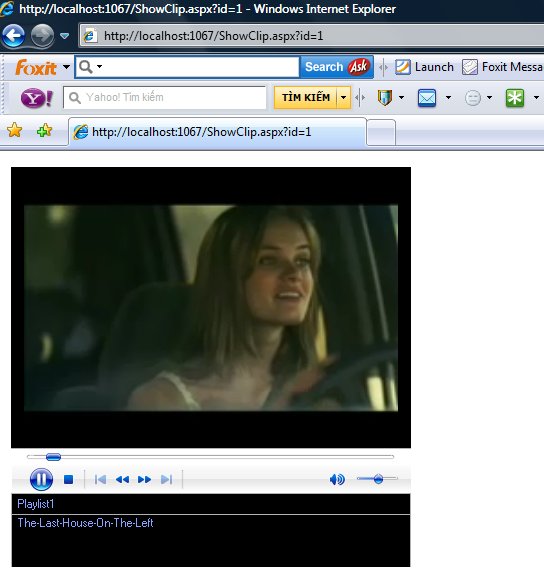 http://localhost:1067/ShowClip.aspx?id=1 - Windows Internet Explorer
http://localhost:1067/ShowClip.aspx?id=1
Foxit Search Ask Launch Foxit Messa
Y! Yahoo! Tìm kiếm TÌM KIẾM
http://localhost:1067/ShowClip.aspx?id=1
Playlist1
The-Last-House-On-The-Left